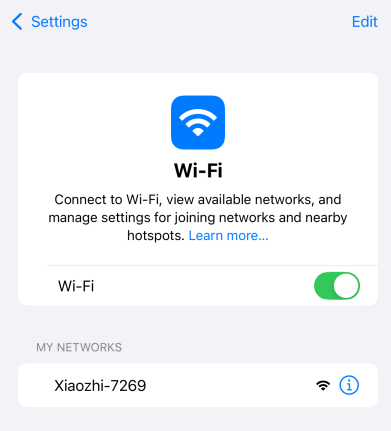 Settings
Edit
Wi-Fi
Connect to Wi-Fi, view available networks, and
manage settings for joining networks and nearby
hotspots. Learn more...
Wi-Fi
MY NETWORKS
Xiaozhi-7269